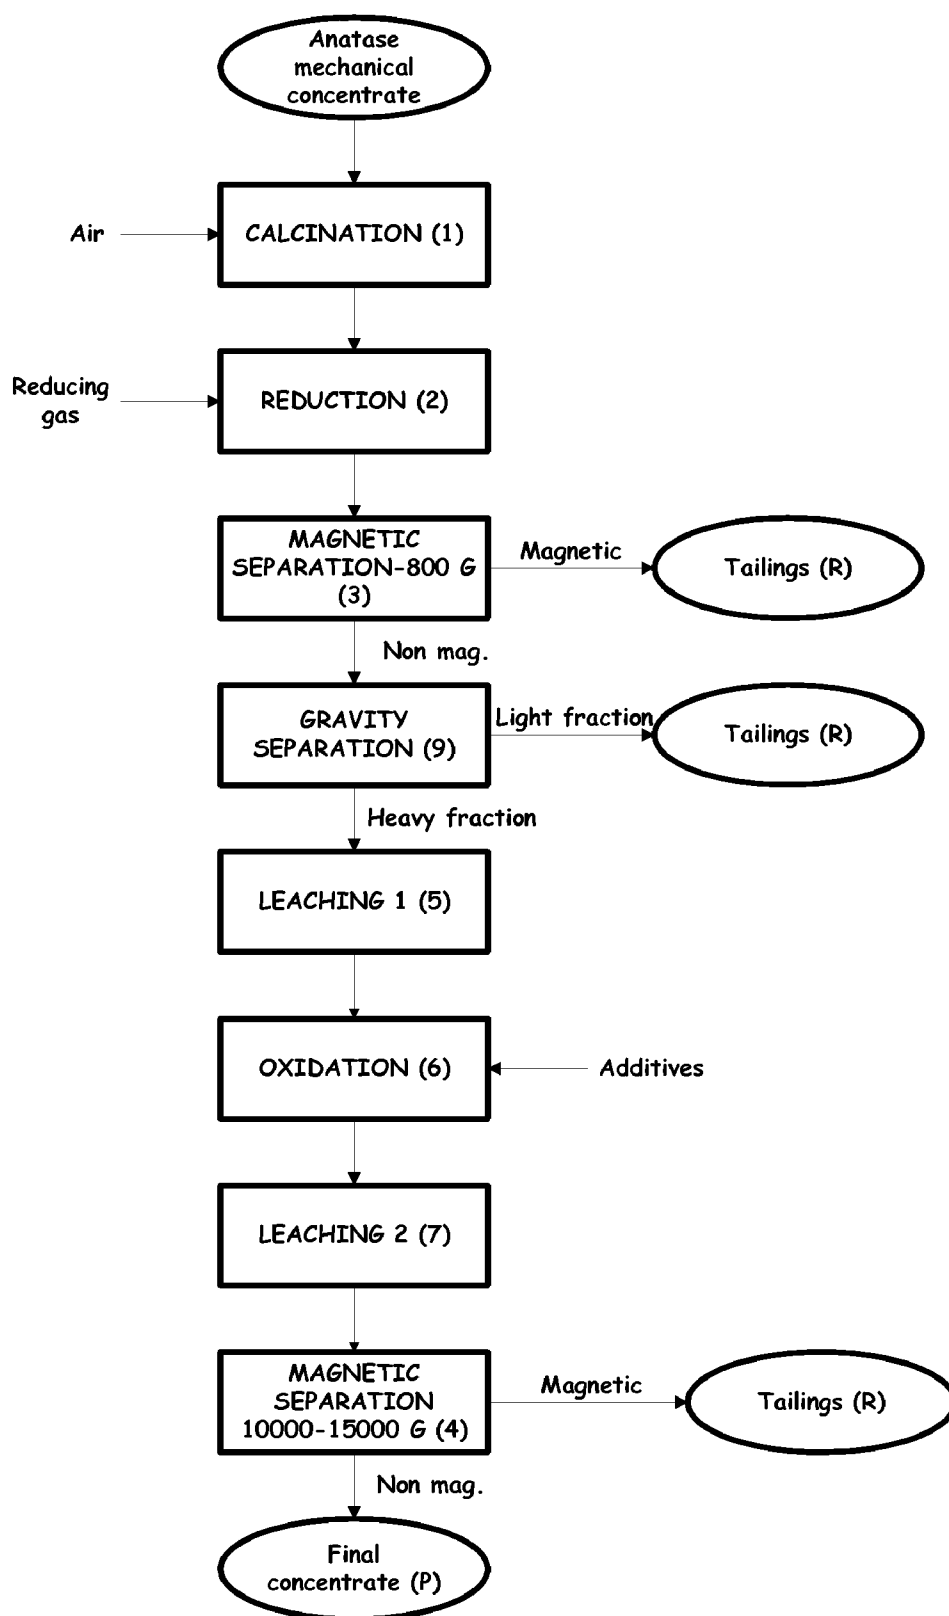 Anatase
mechanical
concentrate
Air
CALCINATION (1)
Reducing
gas
REDUCTION (2)
MAGNETIC
SEPARATION-800 G
(3)
Magnetic
Tailings (R)
Non mag.
GRAVITY
SEPARATION (9)
Light fraction
Tailings (R)
Heavy fraction
LEACHING 1 (5)
OXIDATION (6)
Additives
LEACHING 2 (7)
MAGNETIC
SEPARATION
10000-15000 G (4)
Magnetic
Tailings (R)
Non mag.
Final
concentrate (P)